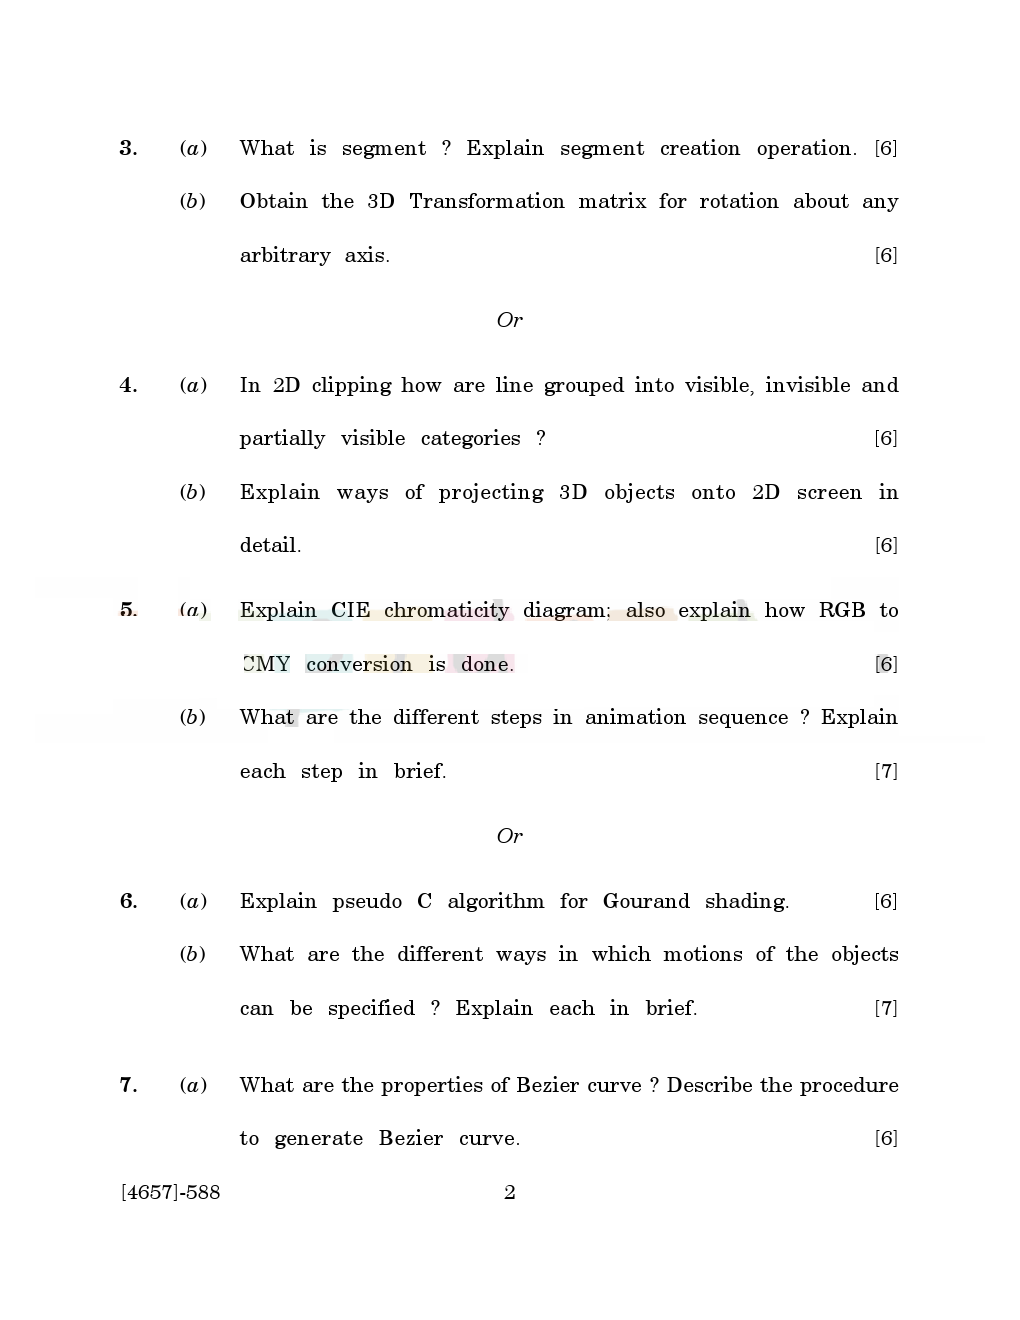 3. (a) What is segment ? Explain segment creation operation. [6]
(b) Obtain the 3D Transformation matrix for rotation about any
arbitrary axis. [6]
Or
4. (a) In 2D clipping how are line grouped into visible, invisible and
partially visible categories ? [6]
(b) Explain ways of projecting 3D objects onto 2D screen in
detail. [6]
5. (a) Explain CIE chromaticity diagram; also explain how RGB to
CMY conversion is done. [6]
(b) What are the different steps in animation sequence ? Explain
each step in brief. [7]
Or
6. (a) Explain pseudo C algorithm for Gourand shading. [6]
(b) What are the different ways in which motions of the objects
can be specified ? Explain each in brief. [7]
7. (a) What are the properties of Bezier curve ? Describe the procedure
to generate Bezier curve. [6]
[4657]-588 2